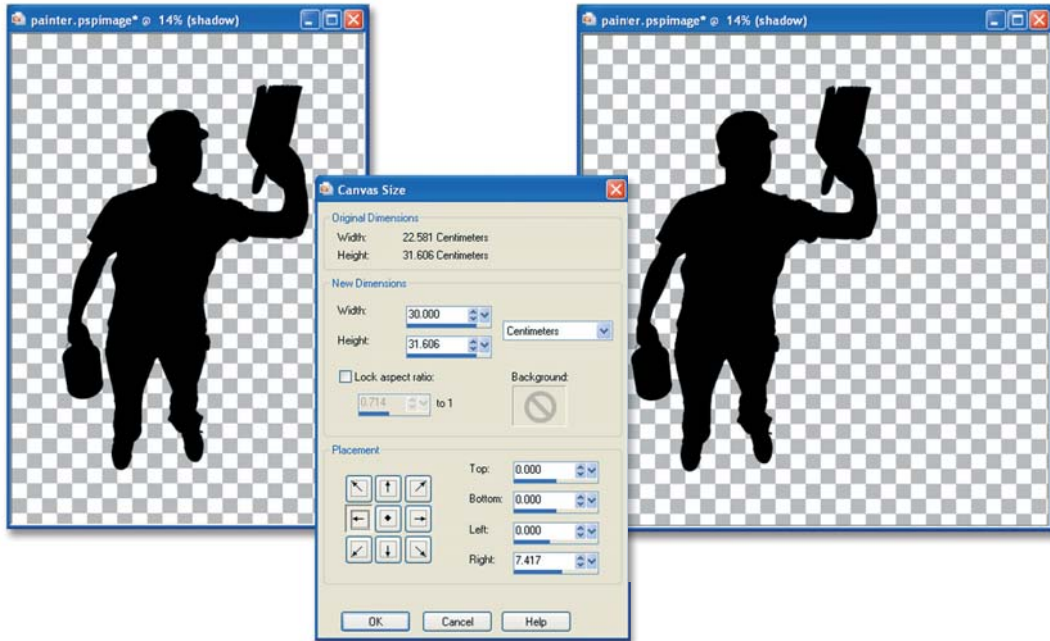 painter.pspimage* @ 14% (shadow)
painter.pspimage* @ 14% (shadow)
Canvas Size
Original Dimensions
Width: 22.581 Centimeters
Height: 31.606 Centimeters
New Dimensions
Width: 30.000
Centimeters
Height: 31.606
Lock aspect ratio:
Background:
0.714 to 1
Placement
Top: 0.000
Bottom: 0.000
Left: 0.000
Right: 7.417
OK Cancel Help